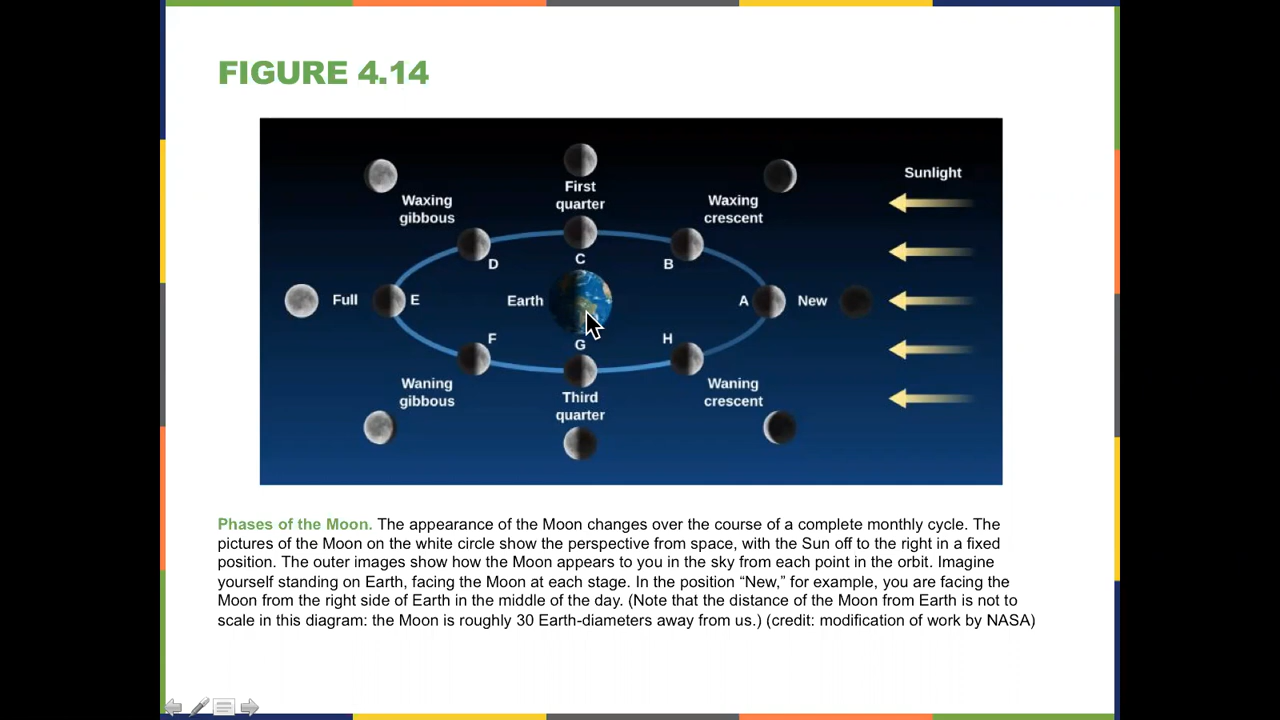 FIGURE 4.14
Sunlight
First
quarter
Waxing
gibbous
Waxing
crescent
C
D
B
Full
E
Earth
A
New
F
G
H
Waning
gibbous
Third
quarter
Waning
crescent
Phases of the Moon. The appearance of the Moon changes over the course of a complete monthly cycle. The
pictures of the Moon on the white circle show the perspective from space, with the Sun off to the right in a fixed
position. The outer images show how the Moon appears to you in the sky from each point in the orbit. Imagine
yourself standing on Earth, facing the Moon at each stage. In the position “New,” for example, you are facing the
Moon from the right side of Earth in the middle of the day. (Note that the distance of the Moon from Earth is not to
scale in this diagram: the Moon is roughly 30 Earth-diameters away from us.) (credit: modification of work by NASA)